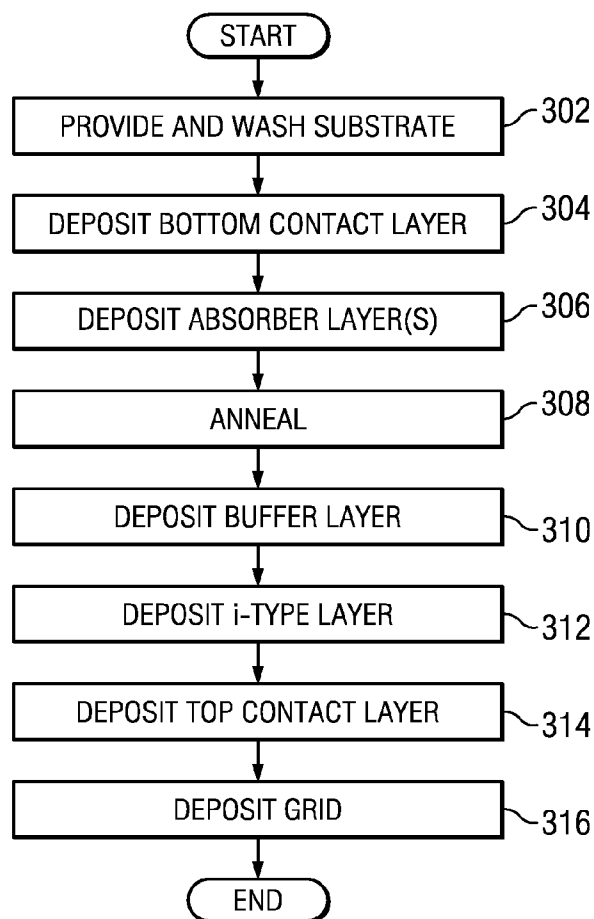 START
PROVIDE AND WASH SUBSTRATE 302
DEPOSIT BOTTOM CONTACT LAYER 304
DEPOSIT ABSORBER LAYER(S) 306
ANNEAL 308
DEPOSIT BUFFER LAYER 310
DEPOSIT i-TYPE LAYER 312
DEPOSIT TOP CONTACT LAYER 314
DEPOSIT GRID 316
END